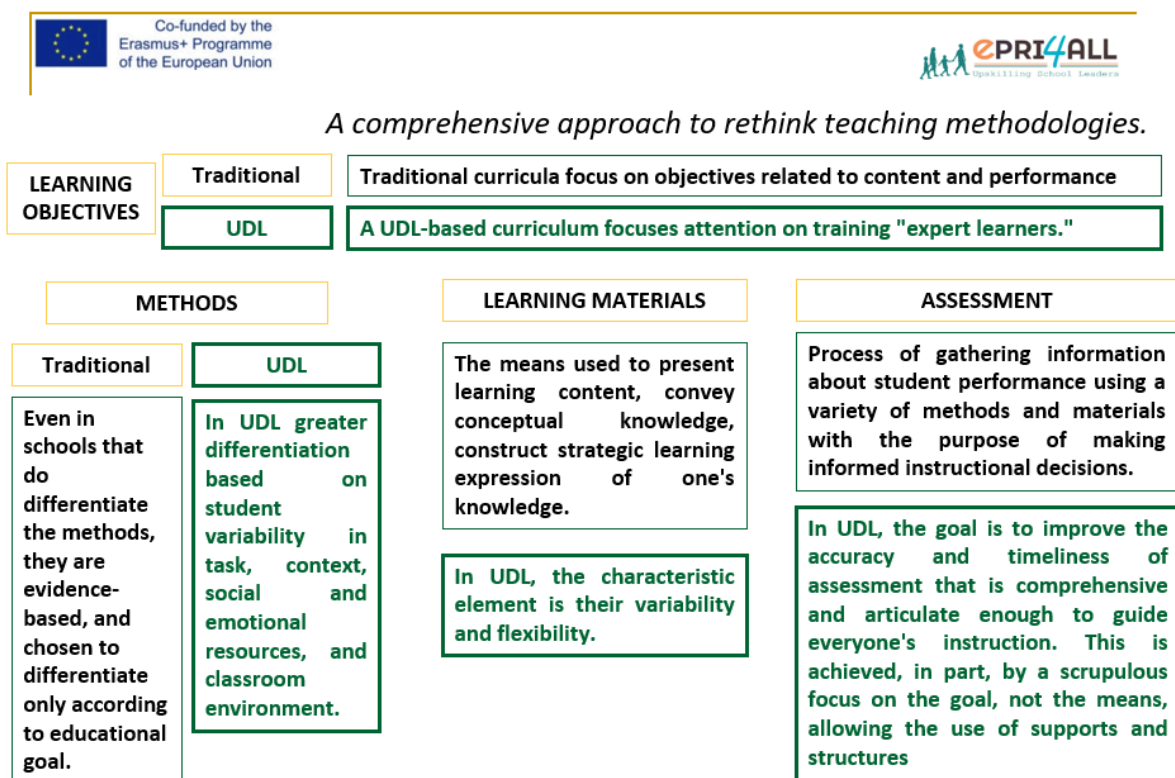 Co-funded by the
Erasmus+ Programme
of the European Union
ePRI4ALL
Upskilling School Leaders
A comprehensive approach to rethink teaching methodologies.
LEARNING
OBJECTIVES
Traditional
Traditional curricula focus on objectives related to content and performance
UDL
A UDL-based curriculum focuses attention on training "expert learners."
METHODS
Traditional
Even in
schools that
do
differentiate
the methods,
they are
evidence-
based, and
chosen to
differentiate
only according
to educational
goal.
UDL
In UDL greater
differentiation
based on
student
variability in
task, context,
social and
emotional
resources, and
classroom
environment.
LEARNING MATERIALS
The means used to present
learning content, convey
conceptual knowledge,
construct strategic learning
expression of one's
knowledge.
In UDL, the characteristic
element is their variability
and flexibility.
ASSESSMENT
Process of gathering information
about student performance using a
variety of methods and materials
with the purpose of making
informed instructional decisions.
In UDL, the goal is to improve the
accuracy and timeliness of
assessment that is comprehensive
and articulate enough to guide
everyone's instruction. This is
achieved, in part, by a scrupulous
focus on the goal, not the means,
allowing the use of supports and
structures